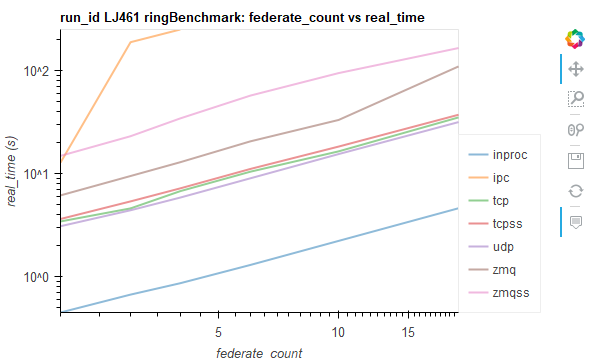 run_id LJ461 ringBenchmark: federate_count vs real_time
real_time (s)
10^2
10^1
10^0
5 10 15
federate_count
inproc
ipc
tcp
tcpss
udp
zmq
zmqss